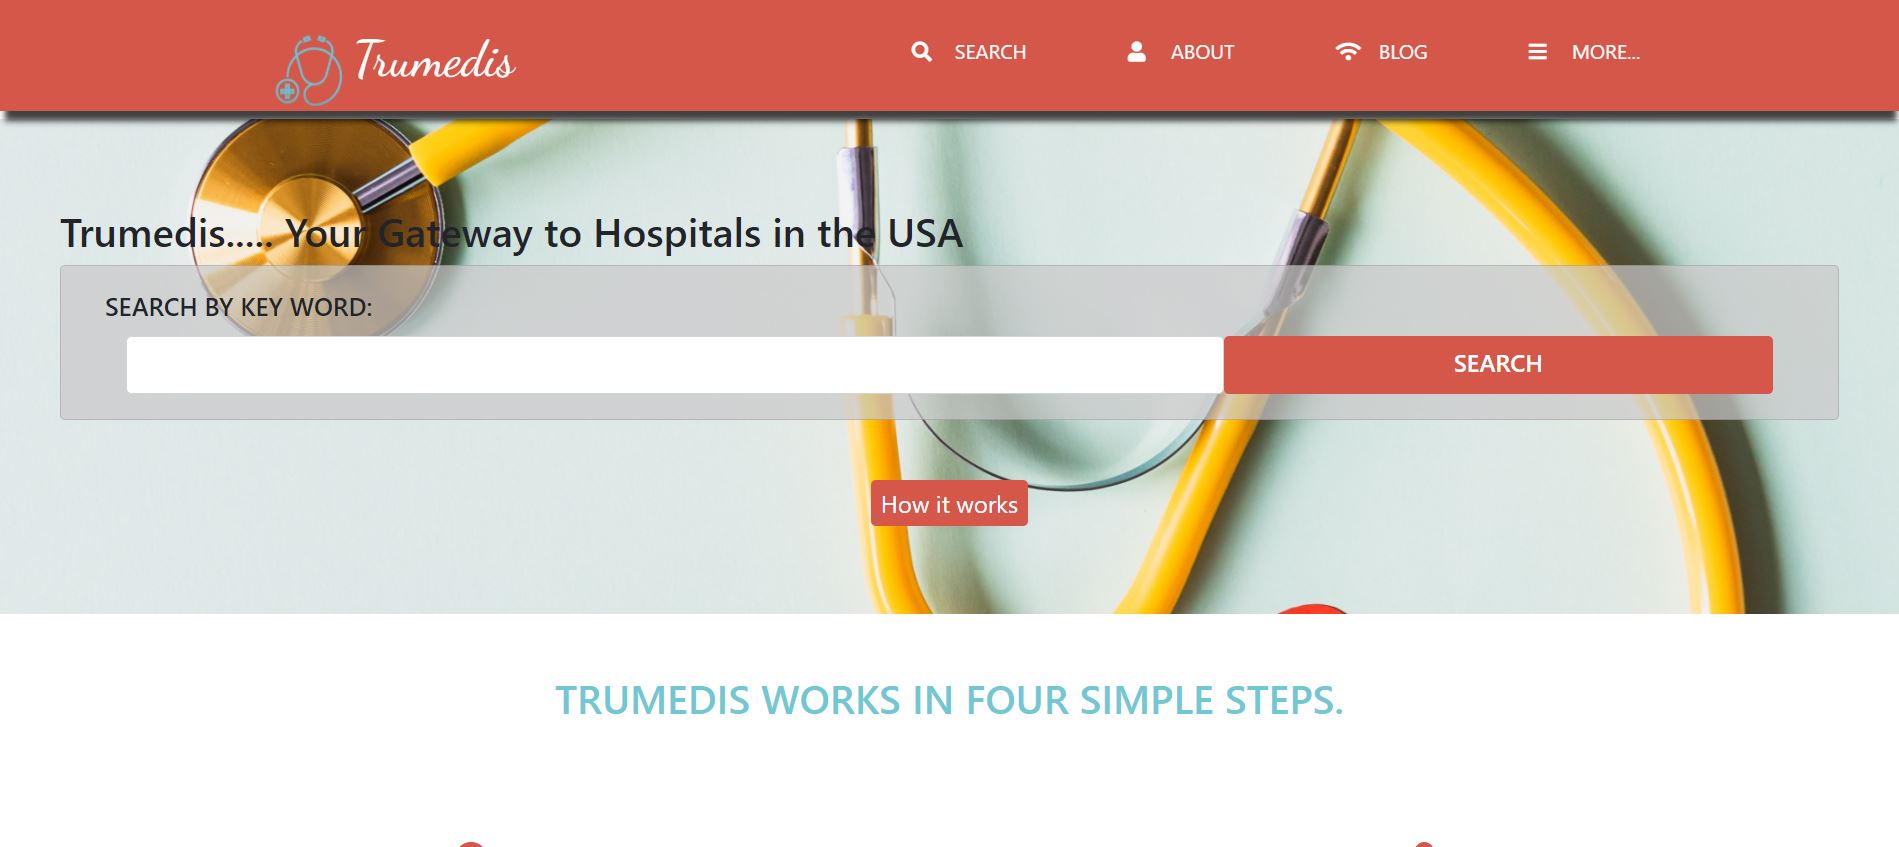 Trumedis
SEARCH
ABOUT
BLOG
MORE...
Trumedis..... Your Gateway to Hospitals in the USA
SEARCH BY KEY WORD:
SEARCH
How it works
TRUMEDIS WORKS IN FOUR SIMPLE STEPS.